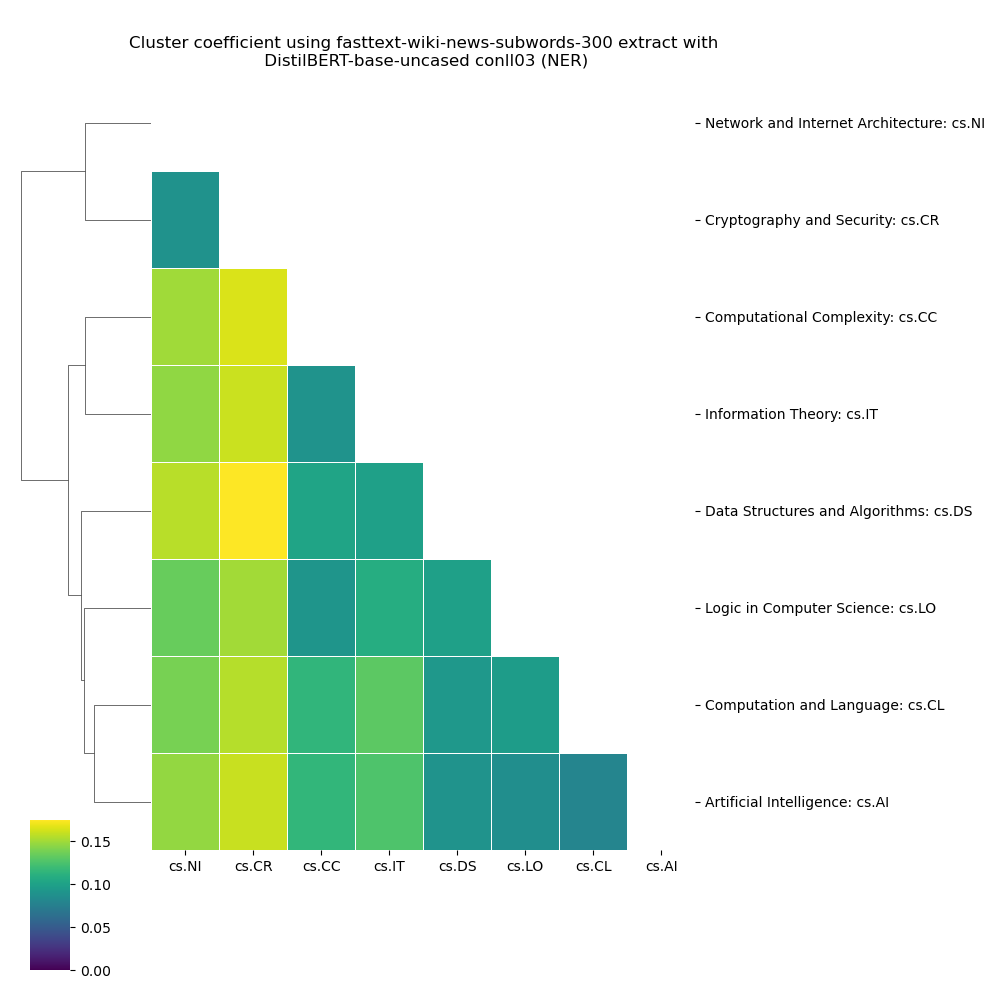 Cluster coefficient using fasttext-wiki-news-subwords-300 extract with
DistilBERT-base-uncased conll03 (NER)
Network and Internet Architecture: cs.NI
Cryptography and Security: cs.CR
Computational Complexity: cs.CC
Information Theory: cs.IT
Data Structures and Algorithms: cs.DS
Logic in Computer Science: cs.LO
Computation and Language: cs.CL
Artificial Intelligence: cs.AI
cs.NI cs.CR cs.CC cs.IT cs.DS cs.LO cs.CL cs.AI
0.15
0.10
0.05
0.00